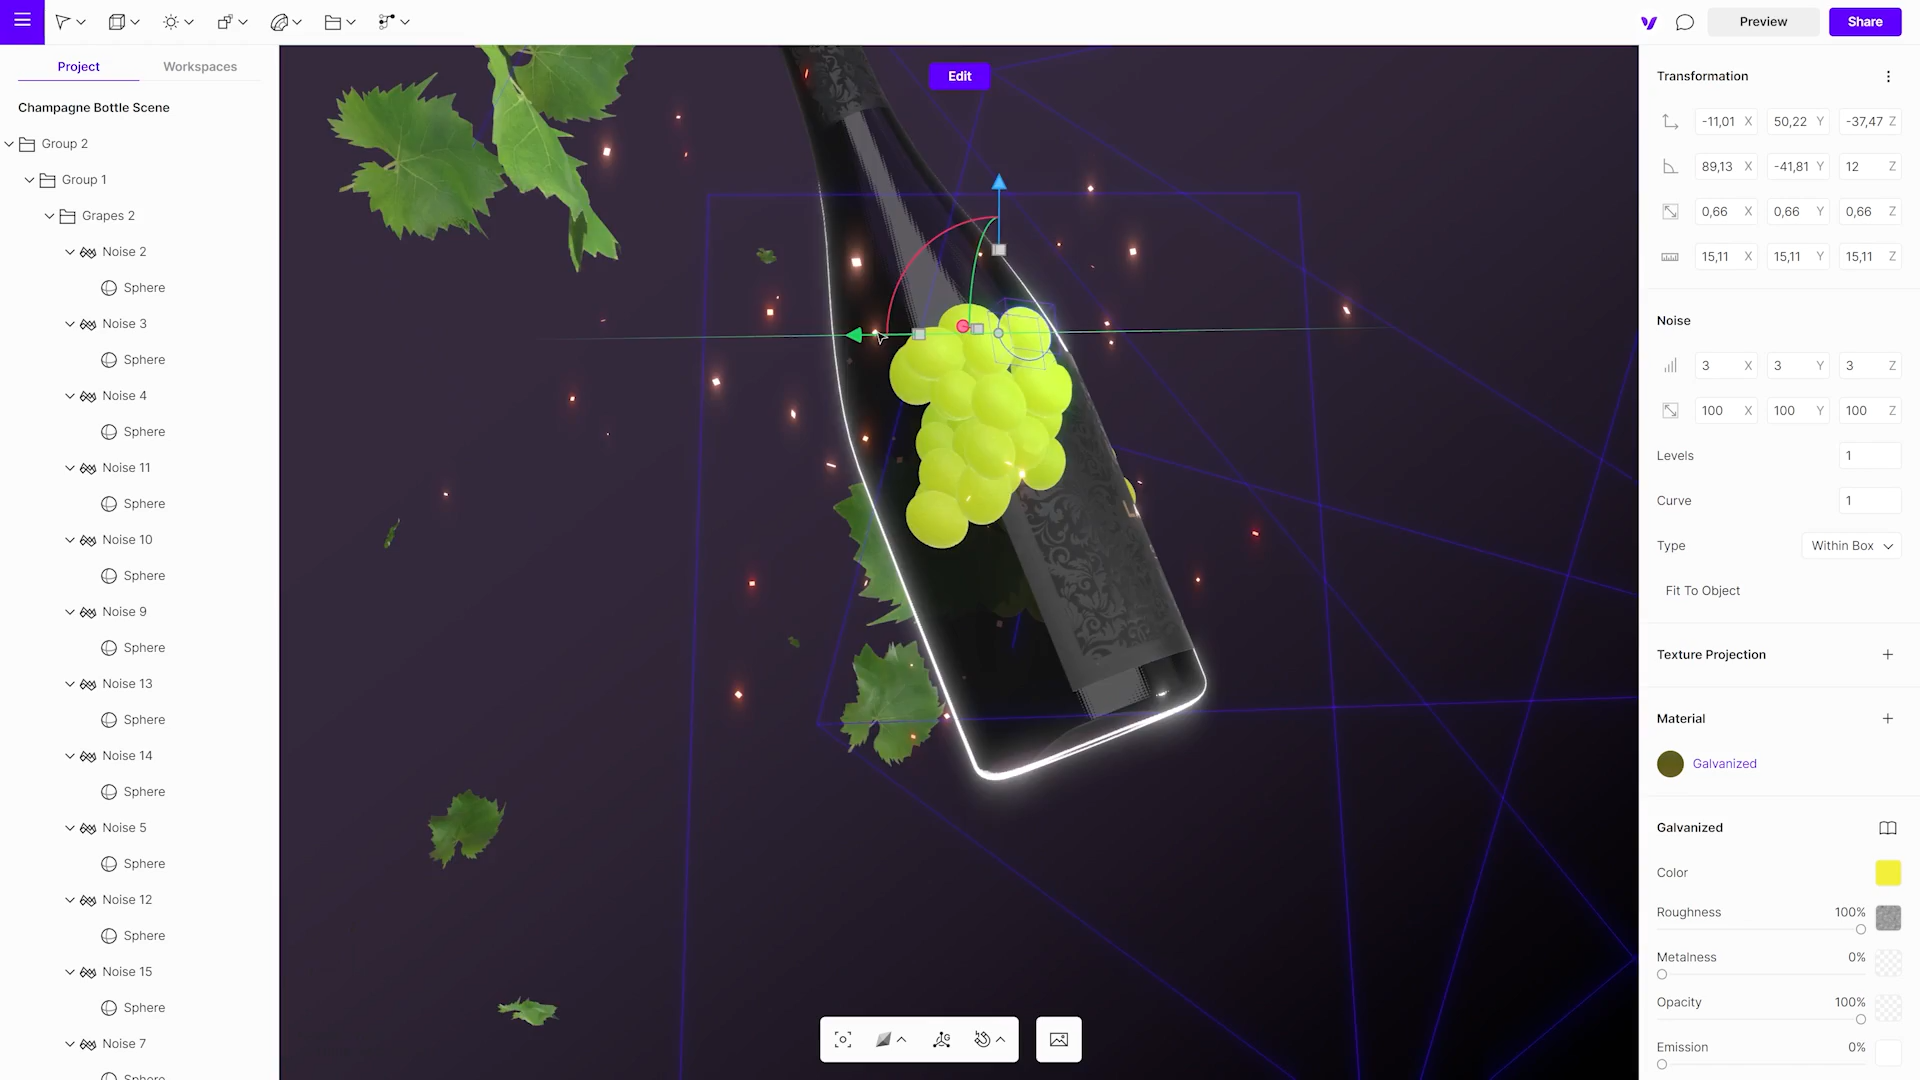 Preview
Share
Project
Workspaces
Champagne Bottle Scene
Group 2
Group 1
Grapes 2
Noise 2
Sphere
Noise 3
Sphere
Noise 4
Sphere
Noise 11
Sphere
Noise 10
Sphere
Noise 9
Sphere
Noise 13
Sphere
Noise 14
Sphere
Noise 5
Sphere
Noise 12
Sphere
Noise 15
Sphere
Noise 7
Sphere
Edit
Transformation
-11,01 X 50,22 Y -37,47 Z
89,13 X -41,81 Y 12 Z
0,66 X 0,66 Y 0,66 Z
15,11 X 15,11 Y 15,11 Z
Noise
3 X 3 Y 3 Z
100 X 100 Y 100 Z
Levels 1
Curve 1
Type Within Box
Fit To Object
Texture Projection
Material
Galvanized
Galvanized
Color
Roughness 100%
Metalness 0%
Opacity 100%
Emission 0%